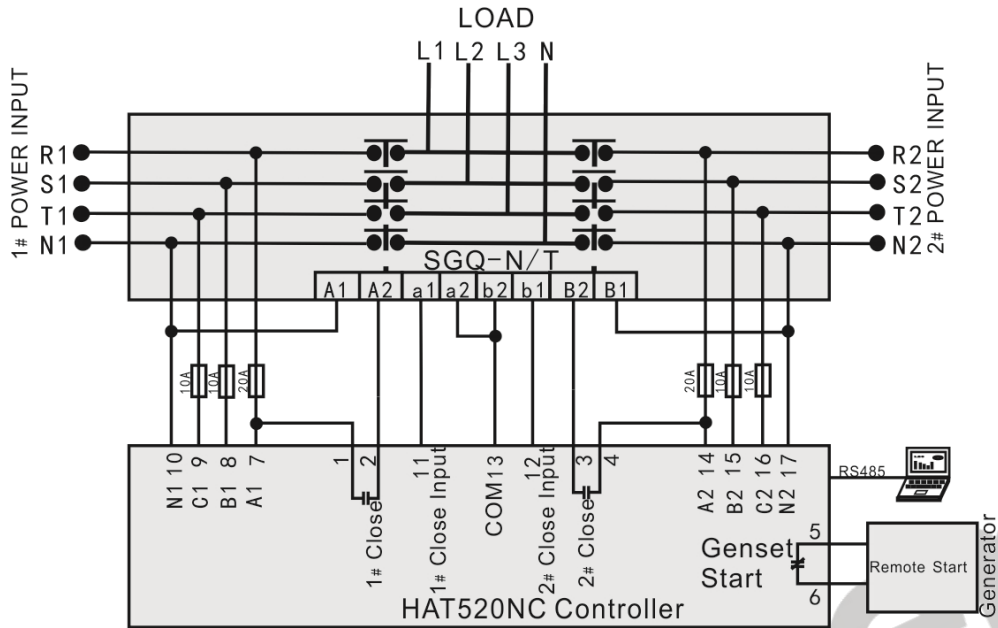 LOAD
L1 L2 L3 N
1# POWER INPUT
R1
S1
T1
N1
R2
S2
T2
N2
2# POWER INPUT
SGQ-N/T
A1 A2 a1 a2 b2 b1 B2 B1
10A 10A 20A
20A 10A 10A
N1 10
C1 9
B1 8
A1 7
1 2
1# Close
11
1# Close Input
COM13
12
2# Close Input
3 4
2# Close
A2 14
B2 15
C2 16
N2 17
RS485
Genset
Start
5
6
Remote Start
Generator
HAT520NC Controller